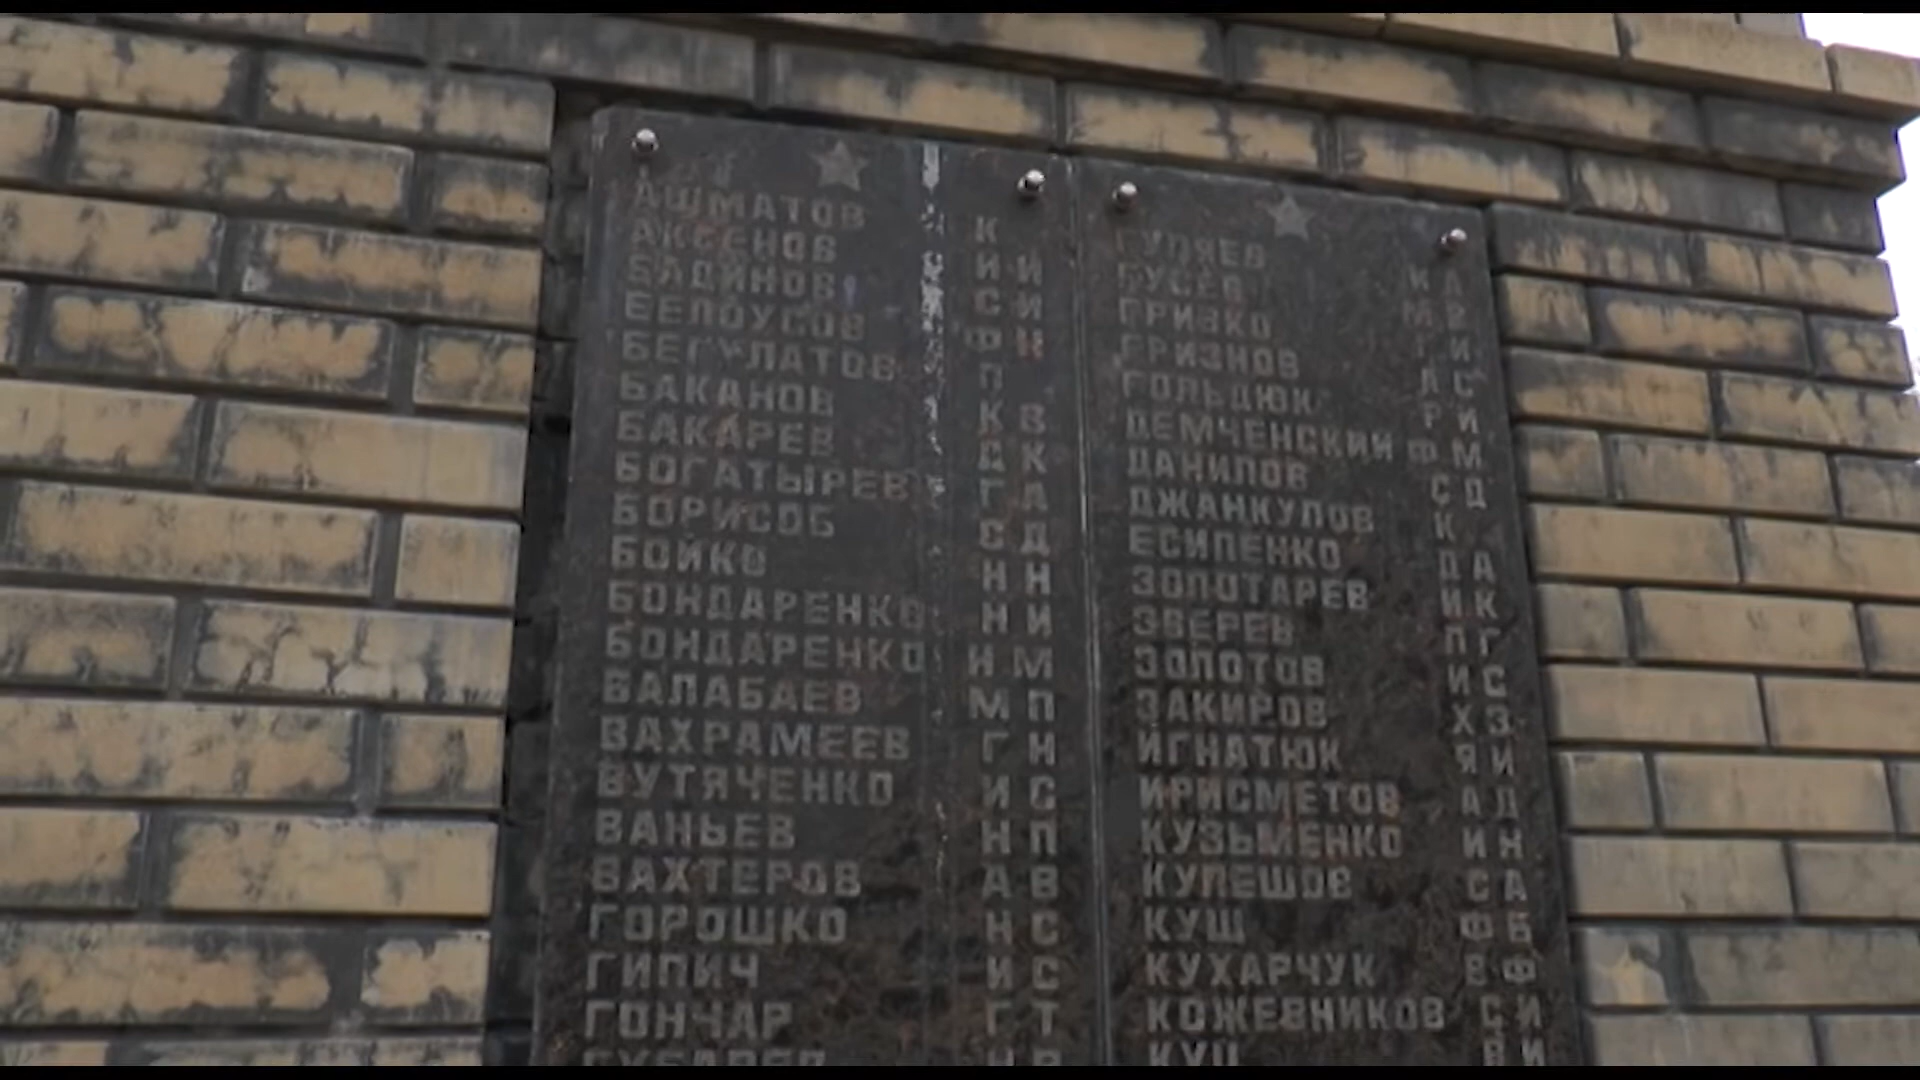 АШМАТОВ К
АКСЕНОВ И И
БАДИНОВ С И
БЕЛОУСОВ Ф Н
БЕГУЛАТОВ П
БАКАНОВ К В
БАКАРЕВ Д К
БОГАТЫРЕВ Г А
БОРИСОВ С Д
БОЙКО Н Н
БОНДАРЕНКО Н И
БОНДАРЕНКО И М
БАЛАБАЕВ М П
ВАХРАМЕЕВ Г Н
ВУТЯЧЕНКО И С
ВАНЬЕВ Н П
ВАХТЕРОВ А В
ГОРОШКО Н С
ГИПИЧ И С
ГОНЧАР Г Т
ГУЛЯЕВ И А
ГУСЕВ М В
ГРИВКО Г И
ГРИЗНОВ А С
ГОЛЬДЮК Р И
ДЕМЧЕНСКИЙ Ф М
ДАНИЛОВ С Д
ДЖАНКУЛОВ К
ЕСИПЕНКО Д А
ЗОЛОТАРЕВ И К
ЗВЕРЕВ П Г
ЗОЛОТОВ И С
ЗАКИРОВ Х З
ИГНАТЮК Я И
ИРИСМЕТОВ А Д
КУЗЬМЕНКО И Н
КУЛЕШОВ С А
КУШ Ф Б
КУХАРЧУК В Ф
КОЖЕВНИКОВ С И